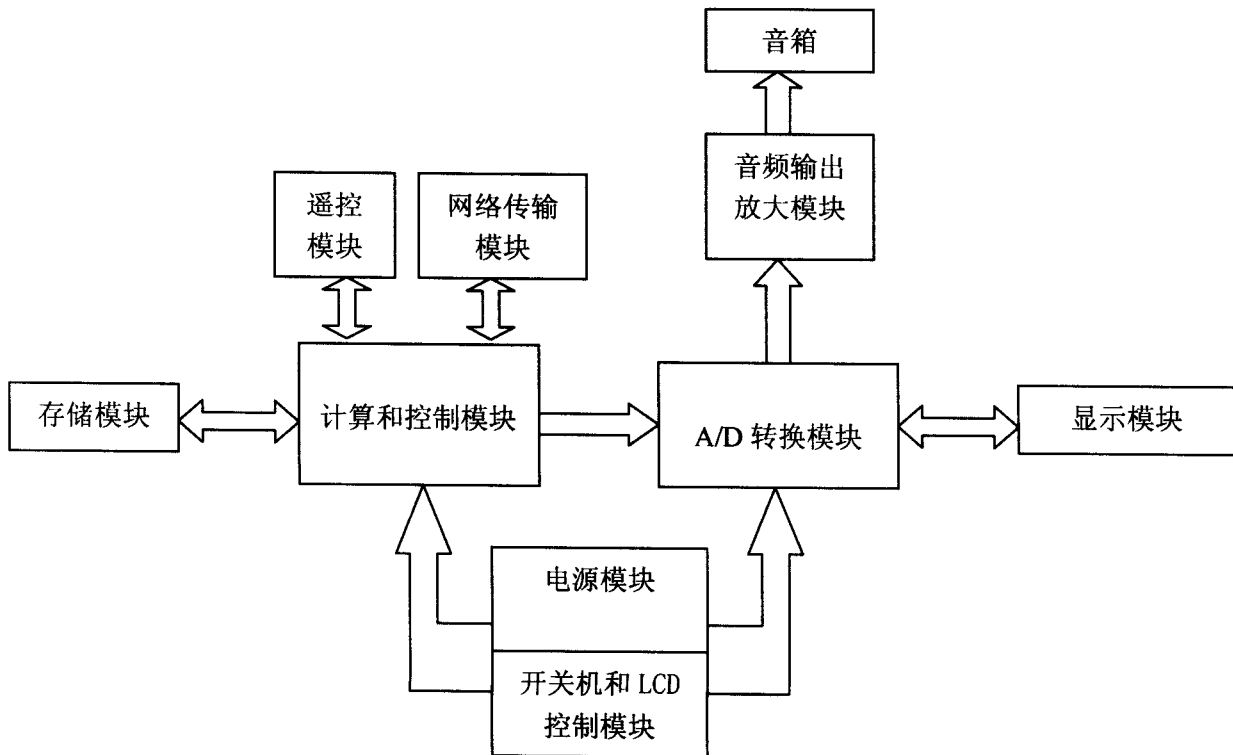 音箱
音频输出
放大模块
遥控
模块
网络传输
模块
存储模块
计算和控制模块
A/D 转换模块
显示模块
电源模块
开关机和 LCD
控制模块